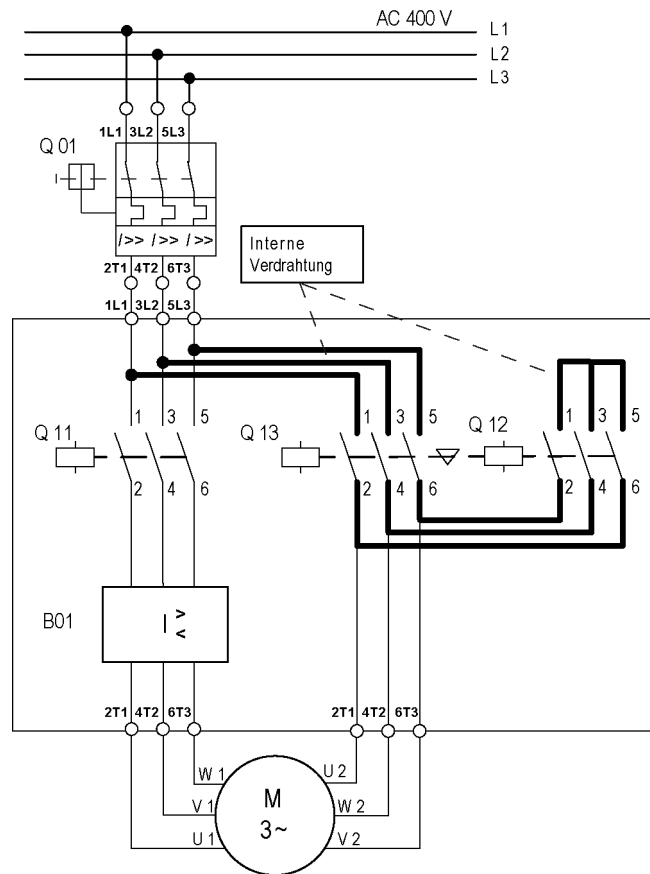 AC 400 V
L1
L2
L3
1L1 3L2 5L3
Q 01
I>> I>> I>>
2T1 4T2 6T3
1L1 3L2 5L3
Interne
Verdrahtung
1 3 5
Q 11
2 4 6
1 3 5
Q 13
2 4 6
1 3 5
Q 12
2 4 6
B01
I > <
2T1 4T2 6T3
2T1 4T2 6T3
W 1
V 1
U 1
M
3~
U 2
W 2
V 2